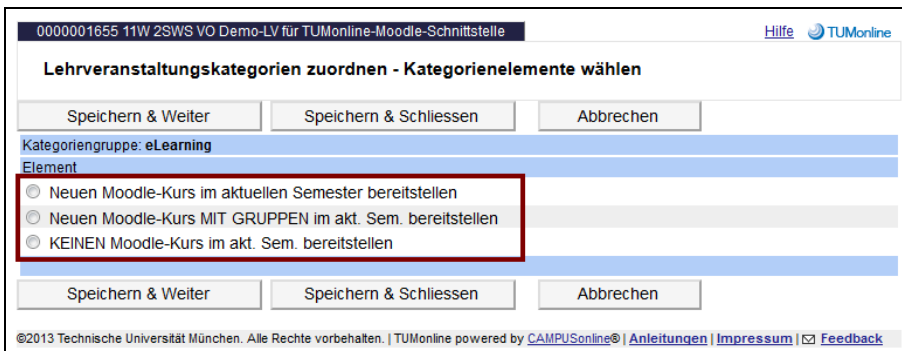 0000001655 11W 2SWS VO Demo-LV für TUMonline-Moodle-Schnittstelle Hilfe TUMonline
Lehrveranstaltungskategorien zuordnen - Kategorienelemente wählen
Speichern & Weiter Speichern & Schliessen Abbrechen
Kategoriengruppe: eLearning
Element
Neuen Moodle-Kurs im aktuellen Semester bereitstellen
Neuen Moodle-Kurs MIT GRUPPEN im akt. Sem. bereitstellen
KEINEN Moodle-Kurs im akt. Sem. bereitstellen
Speichern & Weiter Speichern & Schliessen Abbrechen
©2013 Technische Universität München. Alle Rechte vorbehalten. | TUMonline powered by CAMPUSonline® | Anleitungen | Impressum | Feedback